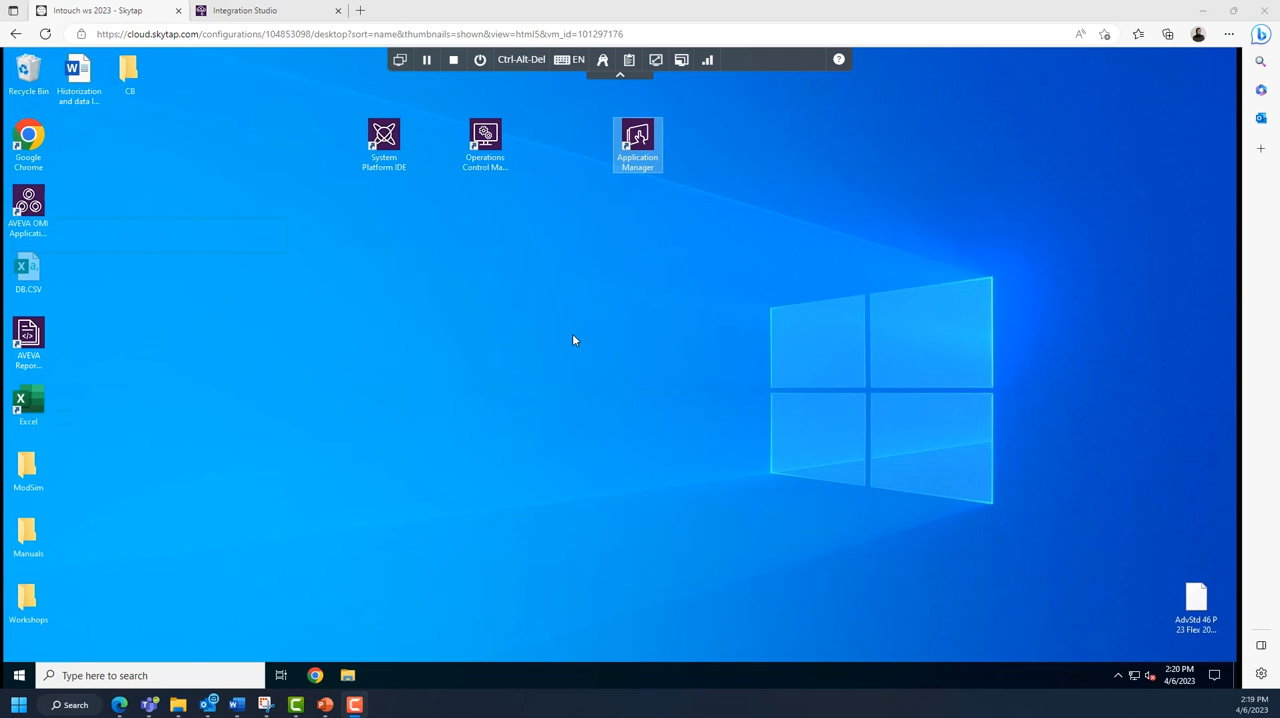 Intouch ws 2023 - Skytap
Integration Studio
https://cloud.skytap.com/configurations/104853098/desktop?sort=name&thumbnails=shown&view=html5&vm_id=101297176
Ctrl-Alt-Del
EN
Recycle Bin
Historization
and data l...
CB
Google
Chrome
System
Platform IDE
Operations
Control Ma...
Application
Manager
AVEVA OMI
Applicati...
DB.CSV
AVEVA
Repor...
Excel
ModSim
Manuals
Workshops
AdvStd 46 P
23 Flex 20...
Type here to search
2:20 PM
4/6/2023
Search
2:19 PM
4/6/2023